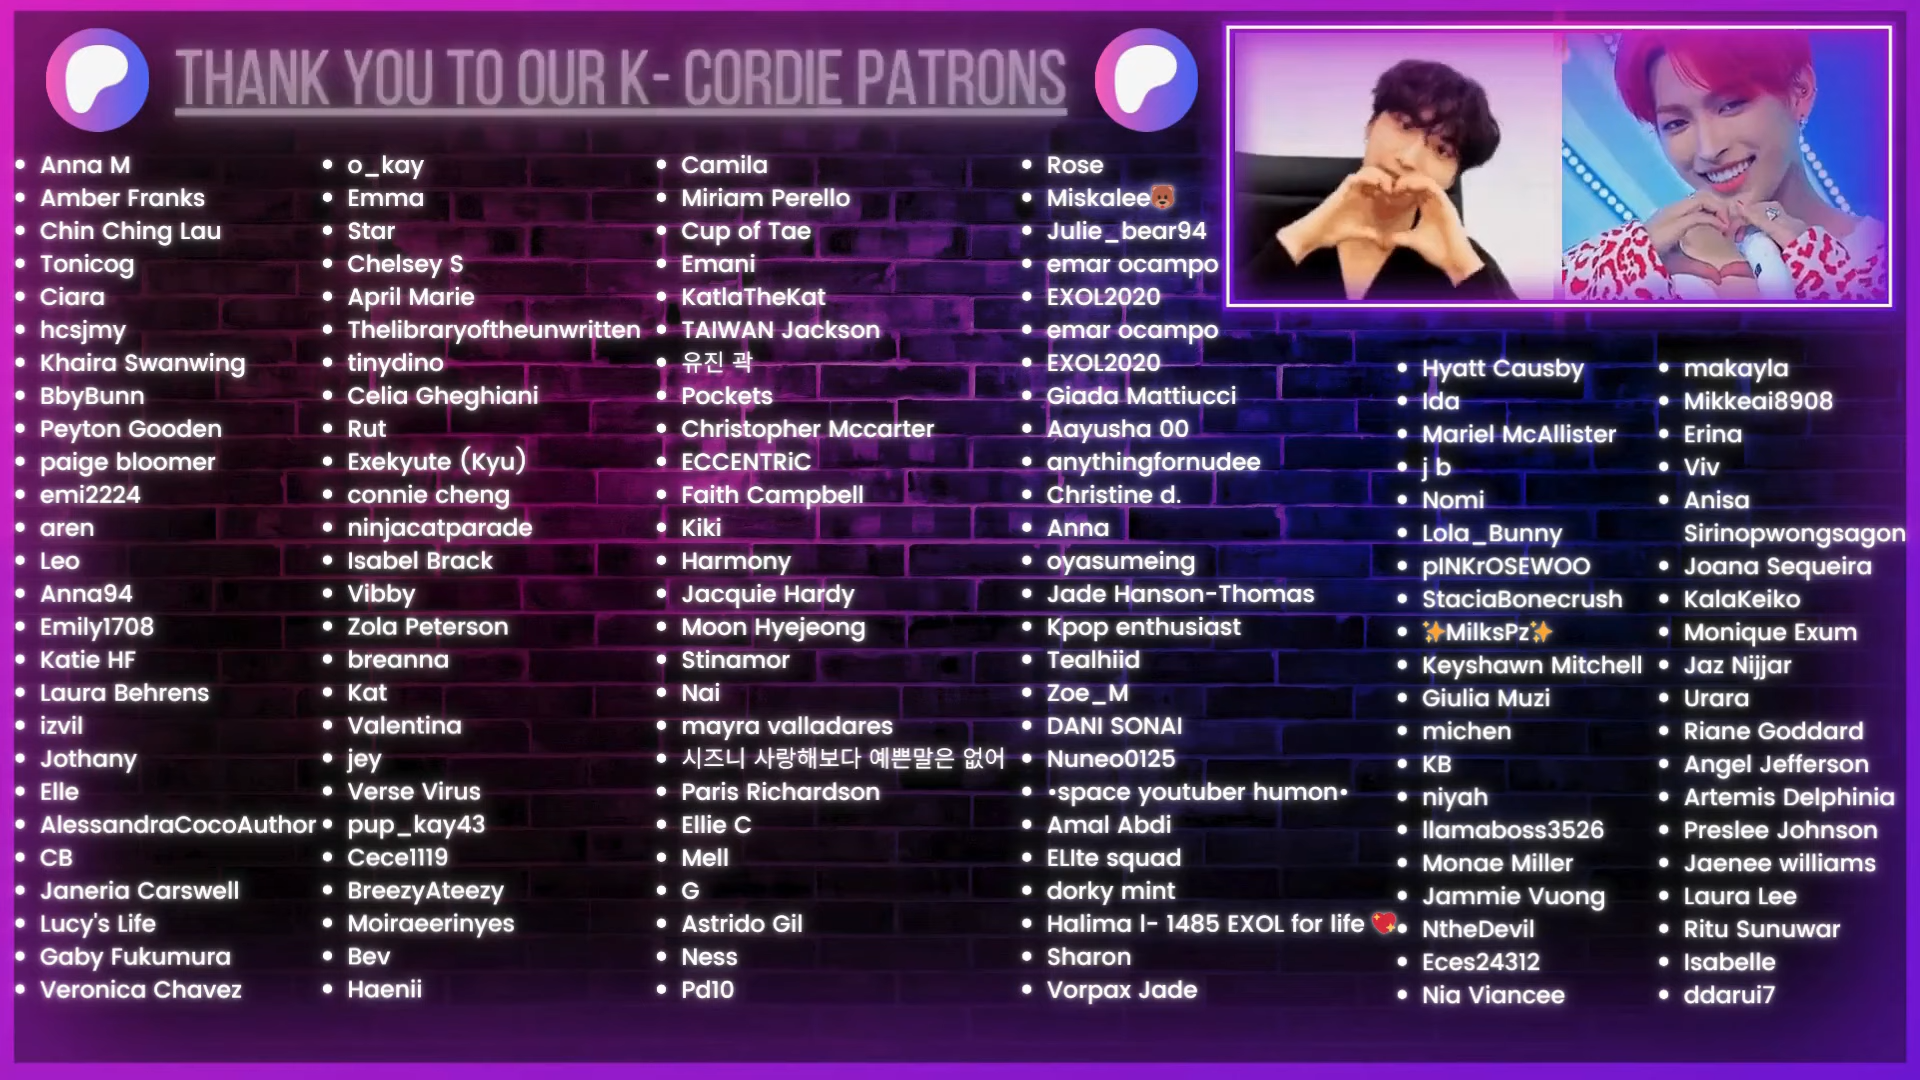 THANK YOU TO OUR K- CORDIE PATRONS
Anna M
Amber Franks
Chin Ching Lau
Tonicog
Ciara
hcsjmy
Khaira Swanwing
BbyBunn
Peyton Gooden
paige bloomer
emi2224
aren
Leo
Anna94
Emily1708
Katie HF
Laura Behrens
izvil
Jothany
Elle
AlessandraCocoAuthor
CB
Janeria Carswell
Lucy's Life
Gaby Fukumura
Veronica Chavez
o_kay
Emma
Star
Chelsey S
April Marie
Thelibraryoftheunwritten
tinydino
Celia Gheghiani
Rut
Exekyute (Kyu)
connie cheng
ninjacatparade
Isabel Brack
Vibby
Zola Peterson
breanna
Kat
Valentina
jey
Verse Virus
pup_kay43
Cece1119
BreezyAteezy
Moiraeerinyes
Bev
Haenii
Camila
Miriam Perello
Cup of Tae
Emani
KatlaTheKat
TAIWAN Jackson
유진 곽
Pockets
Christopher Mccarter
ECCENTRiC
Faith Campbell
Kiki
Harmony
Jacquie Hardy
Moon Hyejeong
Stinamor
Nai
mayra valladares
시즈니 사랑해보다 예쁜말은 없어
Paris Richardson
Ellie C
Mell
G
Astrido Gil
Ness
Pd10
Rose
Miskalee🐻
Julie_bear94
emar ocampo
EXOL2020
emar ocampo
EXOL2020
Giada Mattiucci
Aayusha 00
anythingfornudee
Christine d.
Anna
oyasumeing
Jade Hanson-Thomas
Kpop enthusiast
Tealhiid
Zoe_M
DANI SONAI
Nuneo0125
•space youtuber humon•
Amal Abdi
ELIte squad
dorky mint
Halima l- 1485 EXOL for life 💖
Sharon
Vorpax Jade
Hyatt Causby
Ida
Mariel McAllister
j b
Nomi
Lola_Bunny
pINKrOSEWOO
StaciaBonecrush
✨MilksPz✨
Keyshawn Mitchell
Giulia Muzi
michen
KB
niyah
llamaboss3526
Monae Miller
Jammie Vuong
NtheDevil
Eces24312
Nia Viancee
makayla
Mikkeai8908
Erina
Viv
Anisa
Sirinopwongsagon
Joana Sequeira
KalaKeiko
Monique Exum
Jaz Nijjar
Urara
Riane Goddard
Angel Jefferson
Artemis Delphinia
Preslee Johnson
Jaenee williams
Laura Lee
Ritu Sunuwar
Isabelle
ddarui7